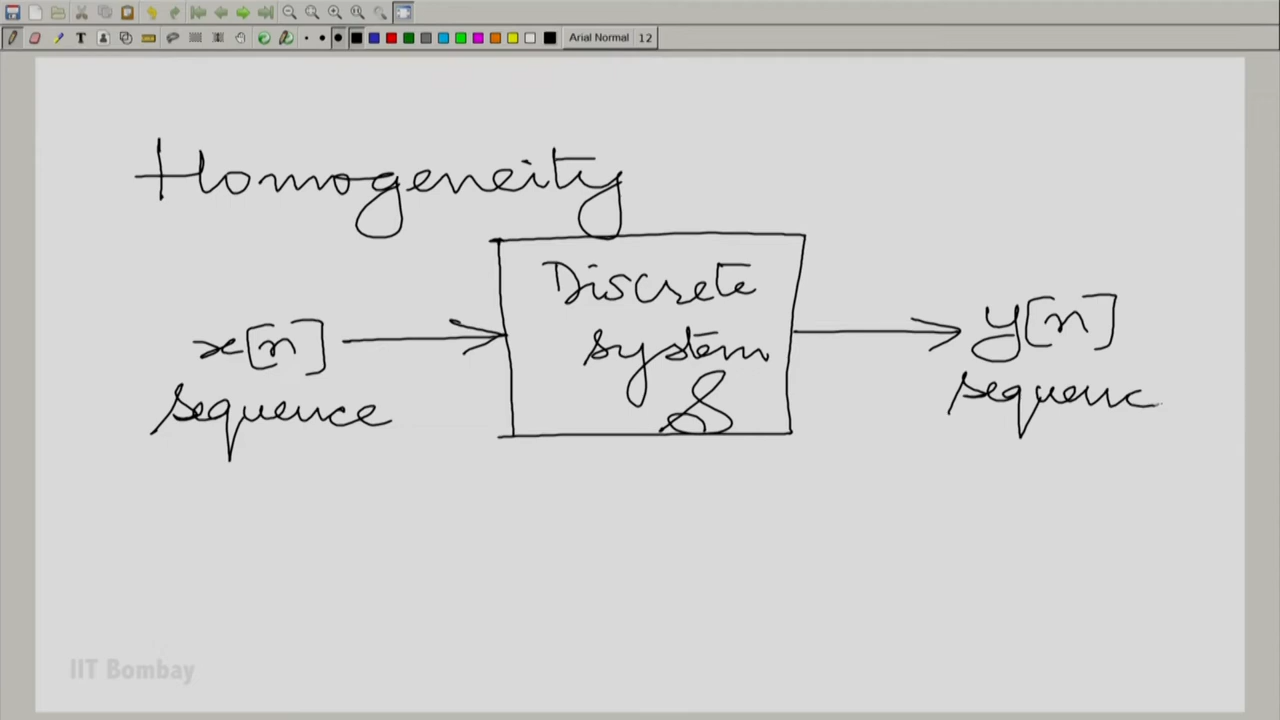 Arial Normal 12
Homogeneity
Discrete
system
S
x[n]
sequence
y[n]
sequenc
IIT Bombay